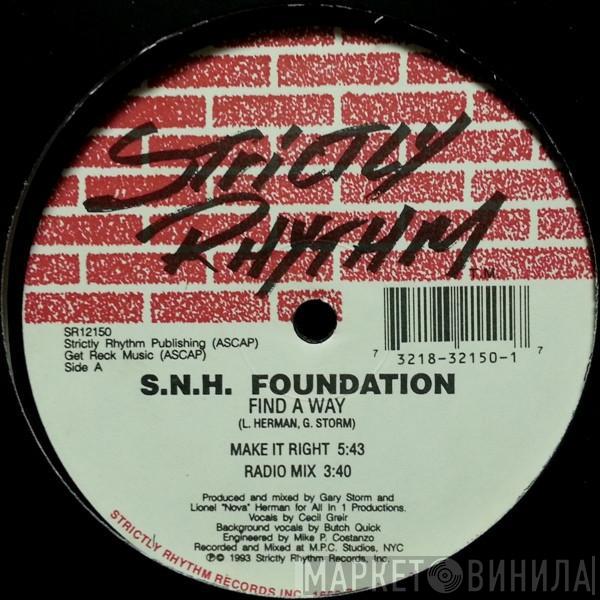 STRICTLY
RHYTHM
T.M.
SR12150
Strictly Rhythm Publishing (ASCAP)
Get Reck Music (ASCAP)
Side A
7 3218-32150-1 7
S.N.H. FOUNDATION
FIND A WAY
(L. HERMAN, G. STORM)
MAKE IT RIGHT 5:43
RADIO MIX 3:40
Produced and mixed by Gary Storm and
Lionel "Nova" Herman for All In 1 Productions.
Vocals by Cecil Greir
Background vocals by Butch Quick
Engineered by Mike P. Costanzo
Recorded and Mixed at M.P.C. Studios, NYC
℗© 1993 Strictly Rhythm Records, Inc.
STRICTLY RHYTHM RECORDS INC.
МАРКЕТ ВИНИЛА